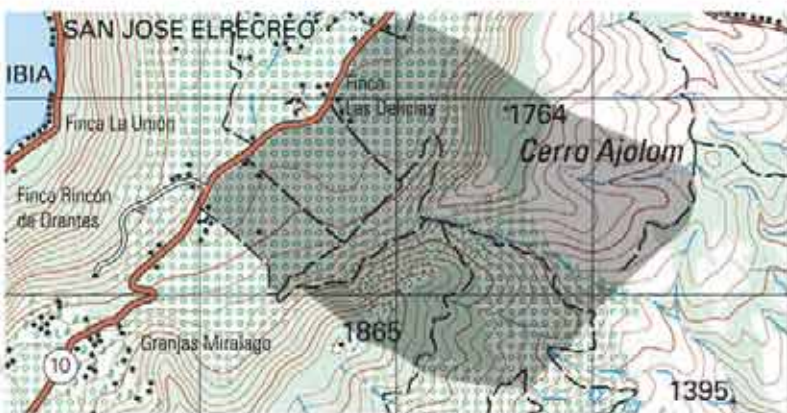 SAN JOSE ELRECREO
IBIA
Finca
Las Delicias
1764
Finca La Unión
Cerro Ajolom
Finca Rincón
de Orantes
1865
Granjas Miralago
10
1395